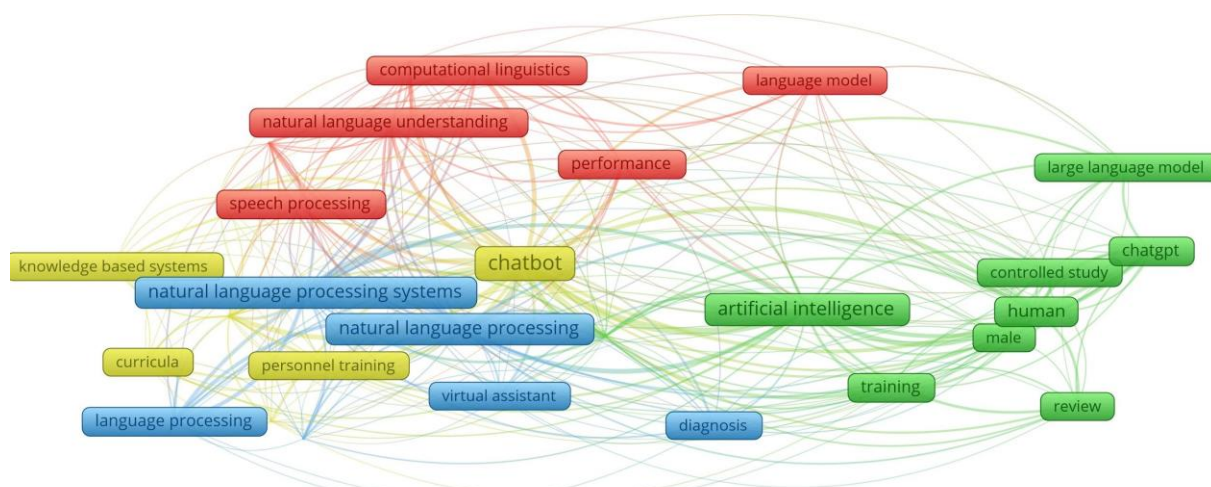 computational linguistics
language model
natural language understanding
performance
large language model
speech processing
chatgpt
chatbot
knowledge based systems
controlled study
natural language processing systems
artificial intelligence
human
natural language processing
male
curricula
personnel training
training
virtual assistant
review
language processing
diagnosis